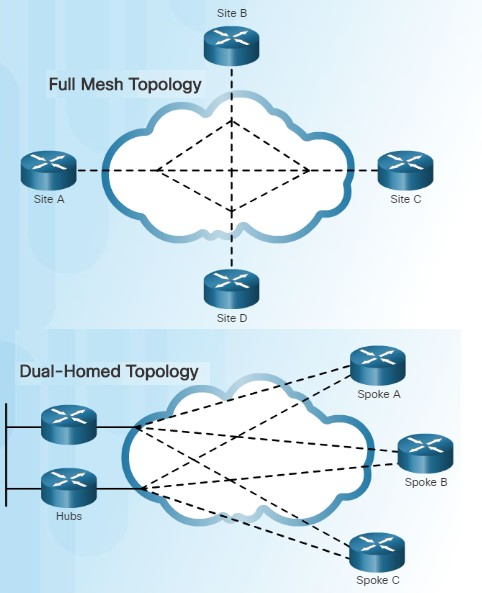 Site B
Full Mesh Topology
Site A
Site C
Site D
Dual-Homed Topology
Spoke A
Spoke B
Hubs
Spoke C